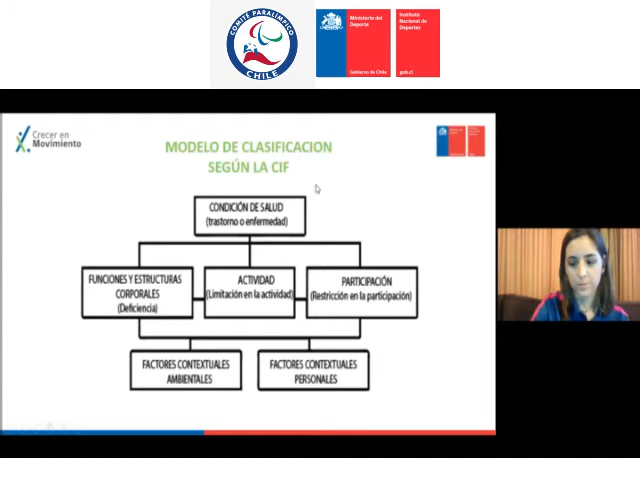 COMITÉ PARALÍMPICO
CHILE
Ministerio del
Deporte
Gobierno de Chile
Instituto
Nacional de
Deportes
gob.cl
Crecer en
Movimiento
MODELO DE CLASIFICACION
SEGÚN LA CIF
CONDICIÓN DE SALUD
(trastorno o enfermedad)
FUNCIONES Y ESTRUCTURAS
CORPORALES
(Deficiencia)
ACTIVIDAD
(Limitación en la actividad)
PARTICIPACIÓN
(Restricción en la participación)
FACTORES CONTEXTUALES
AMBIENTALES
FACTORES CONTEXTUALES
PERSONALES